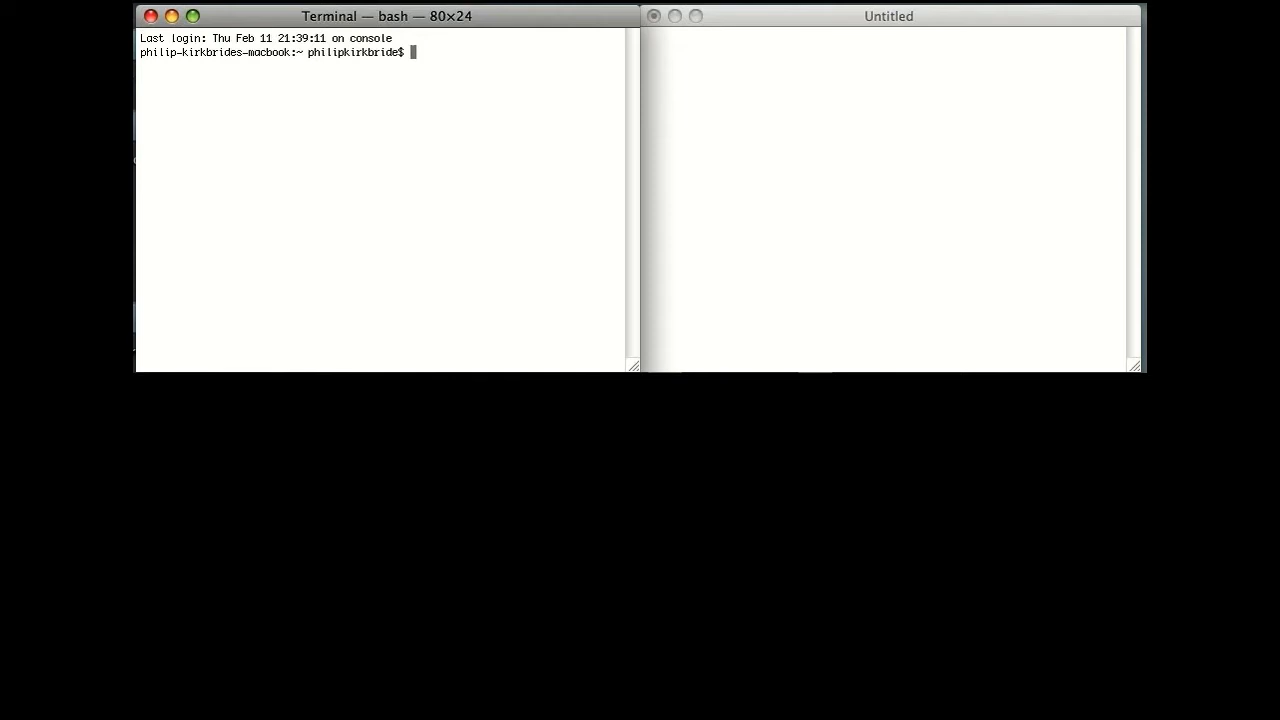 Terminal — bash — 80×24
Last login: Thu Feb 11 21:39:11 on console
philip-kirkbrides-macbook:~ philipkirkbride$
Untitled